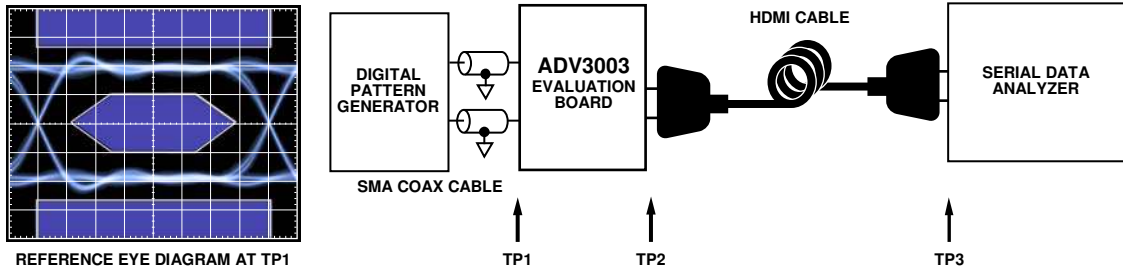 HDMI CABLE
DIGITAL
PATTERN
GENERATOR
ADV3003
EVALUATION
BOARD
SERIAL DATA
ANALYZER
SMA COAX CABLE
REFERENCE EYE DIAGRAM AT TP1
TP1
TP2
TP3